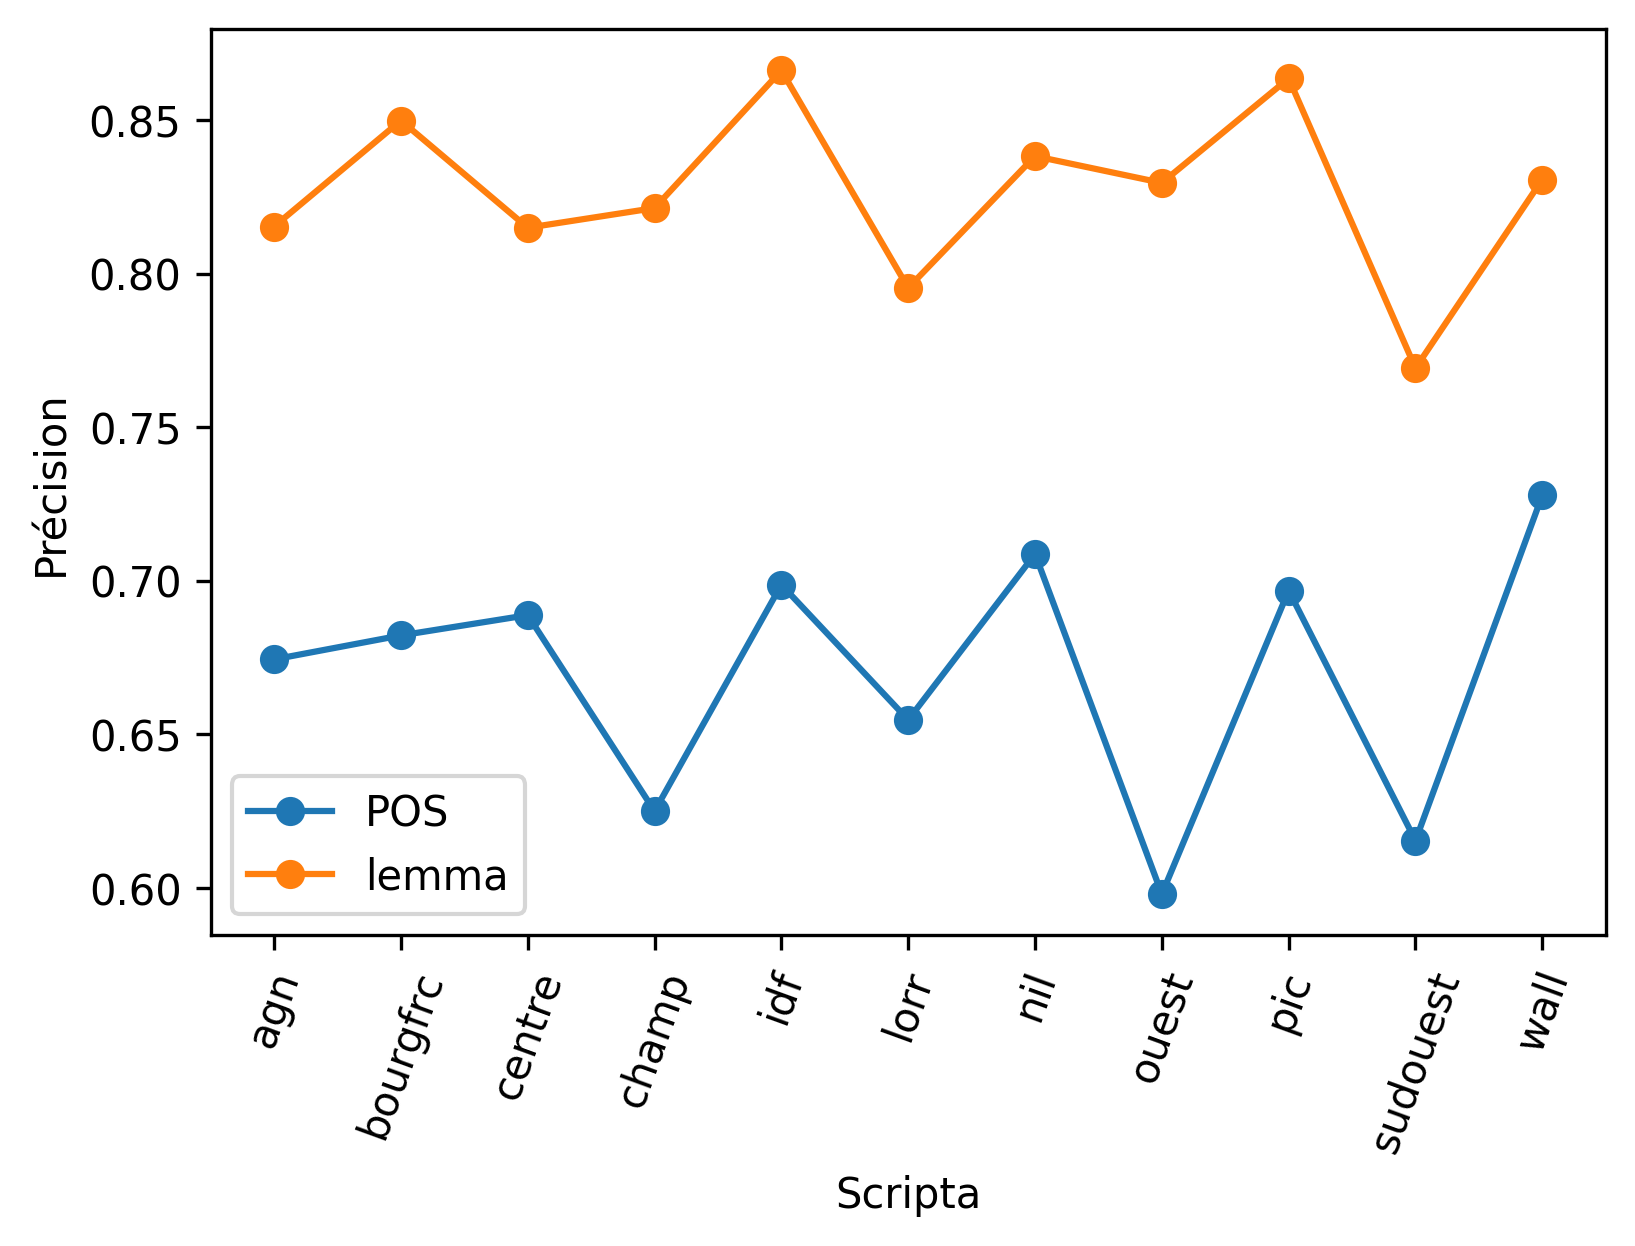 0.85
0.80
0.75
0.70
0.65
0.60
Précision
POS
lemma
agn
bourgfrc
centre
champ
idf
lorr
nil
ouest
pic
sudouest
wall
Scripta